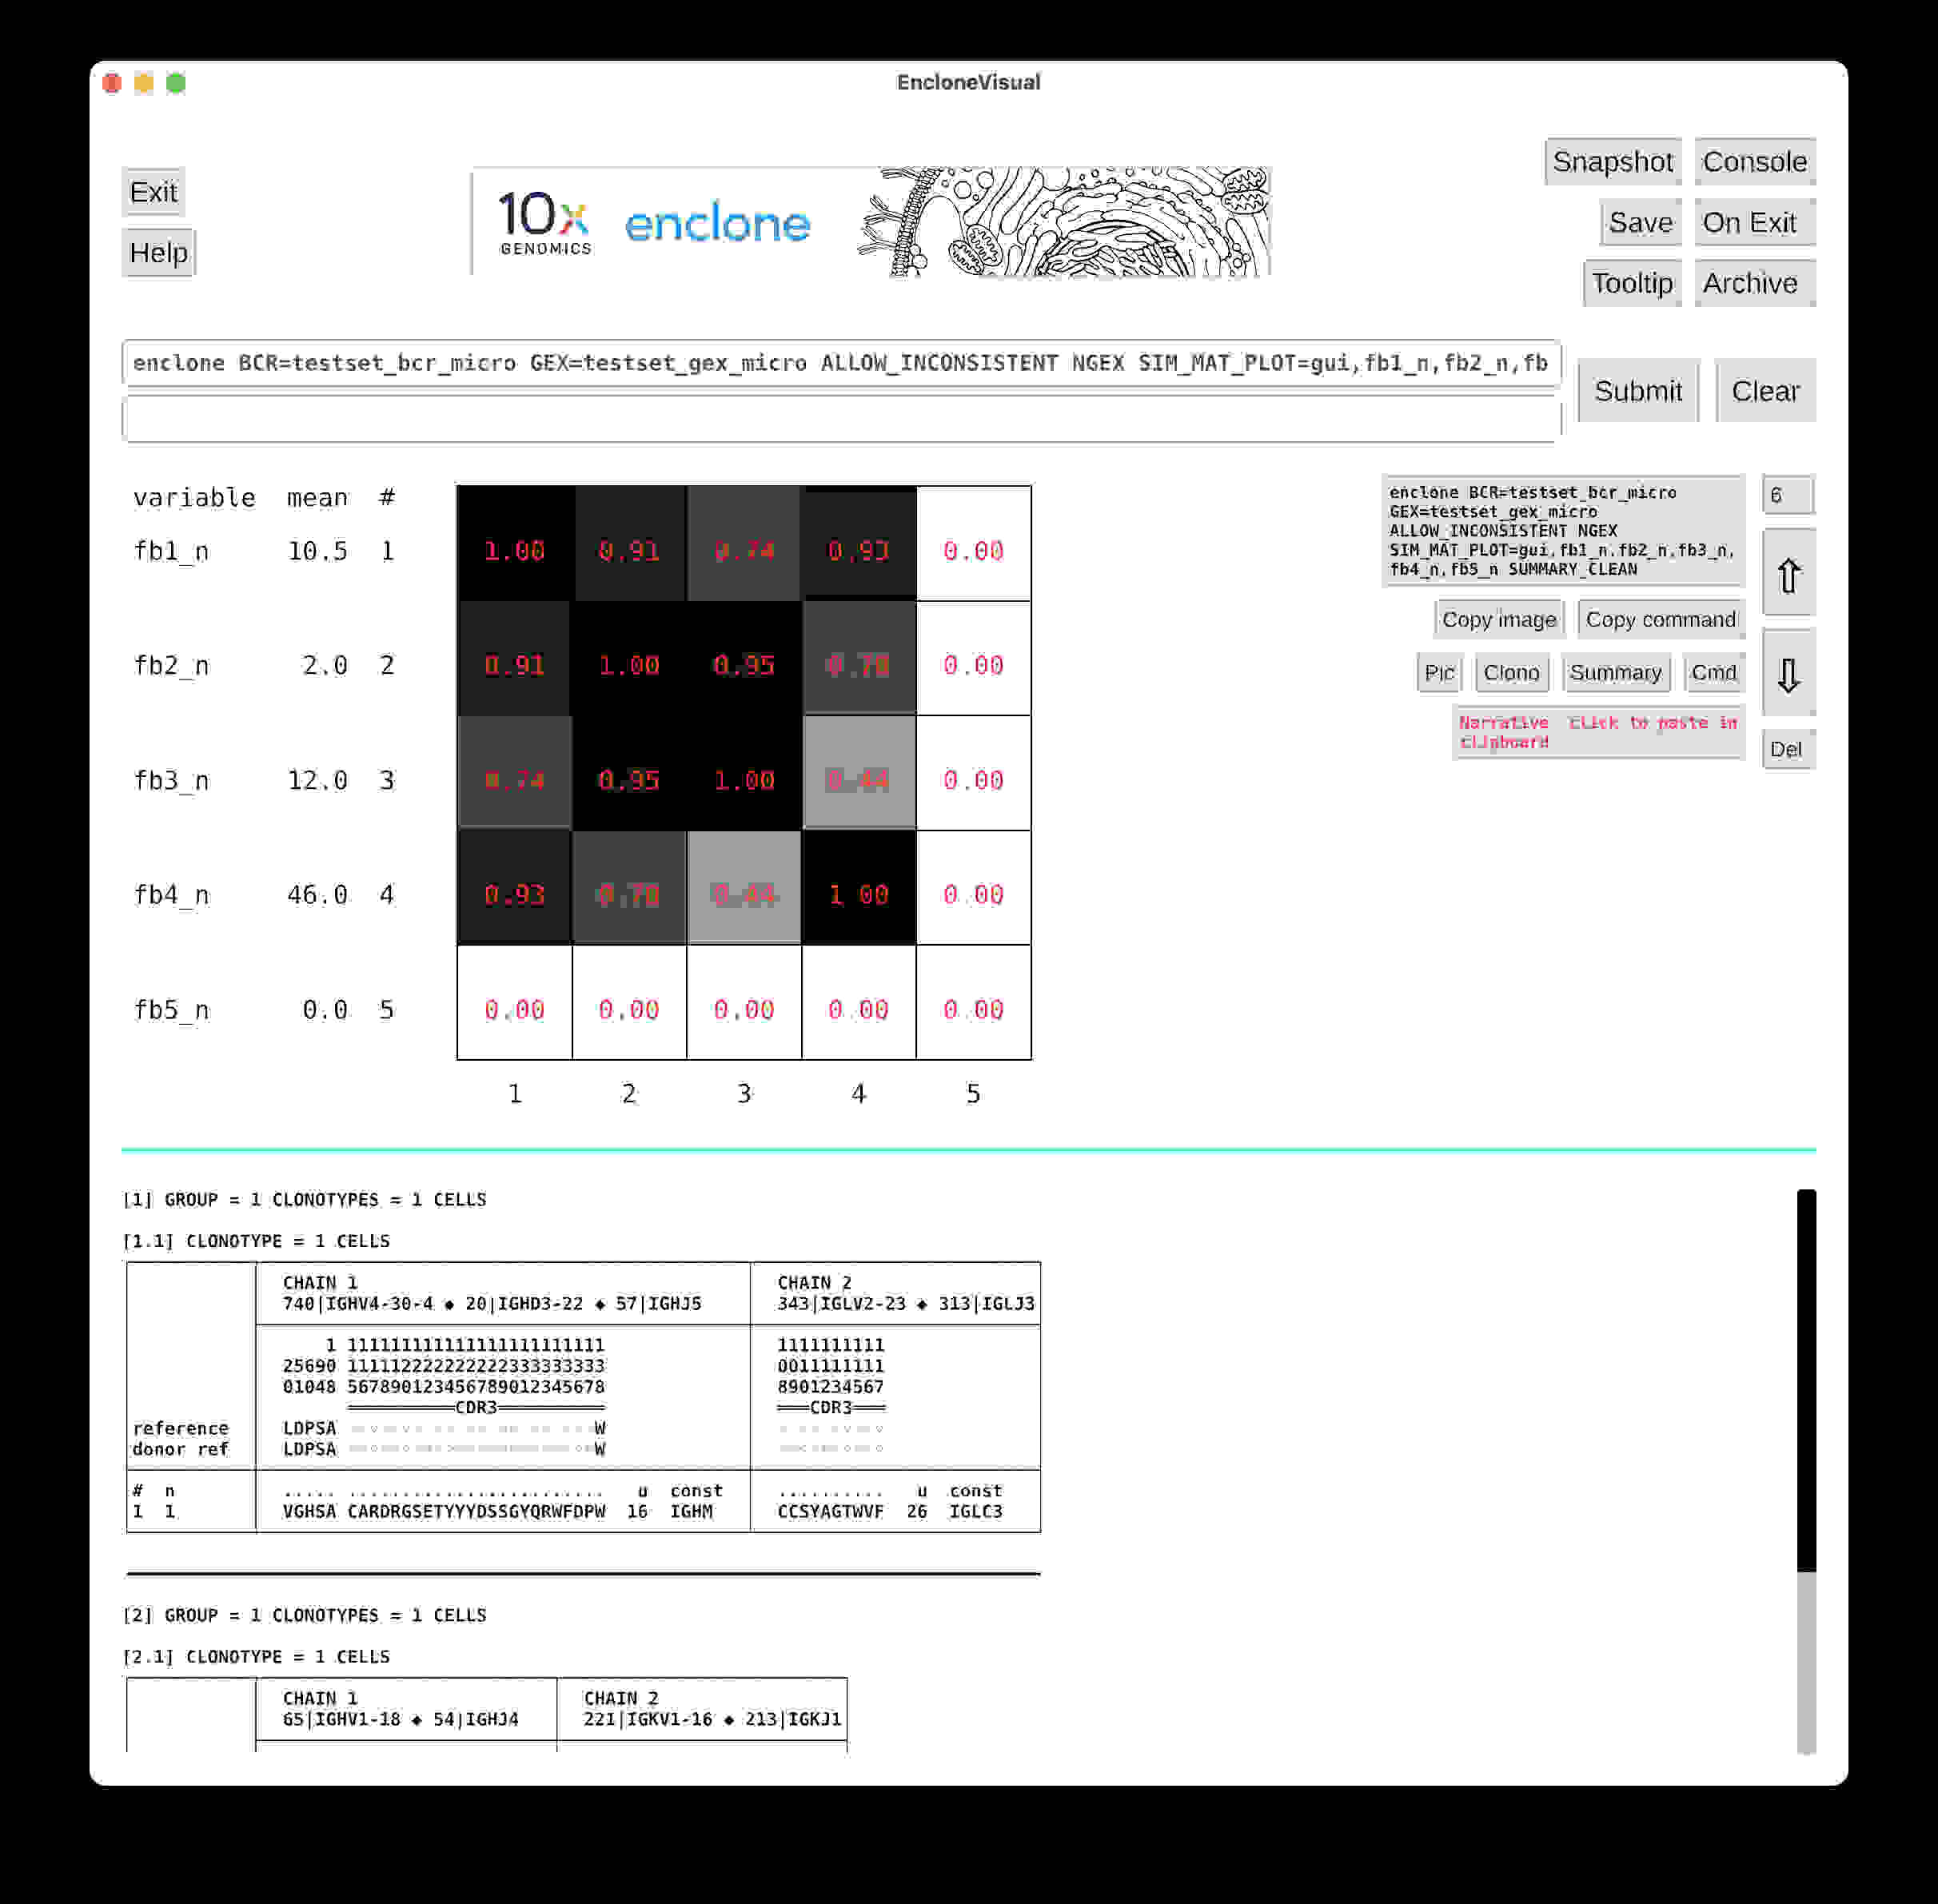 EncloneVisual
Exit
Help
10x
GENOMICS
enclone
Snapshot Console
Save On Exit
Tooltip Archive
enclone BCR=testset_bcr_micro GEX=testset_gex_micro ALLOW_INCONSISTENT NGEX SIM_MAT_PLOT=gui,fb1_n,fb2_n,fb
Submit Clear
variable mean #
fb1_n 10.5 1 1.00 0.91 0.74 0.93 0.00
fb2_n 2.0 2 0.91 1.00 0.95 0.70 0.00
fb3_n 12.0 3 0.74 0.95 1.00 0.44 0.00
fb4_n 46.0 4 0.93 0.70 0.44 1.00 0.00
fb5_n 0.0 5 0.00 0.00 0.00 0.00 0.00
1 2 3 4 5
enclone BCR=testset_bcr_micro
GEX=testset_gex_micro
ALLOW_INCONSISTENT NGEX
SIM_MAT_PLOT=gui,fb1_n,fb2_n,fb3_n,
fb4_n,fb5_n SUMMARY_CLEAN
6
⇧
Copy image Copy command
Pic Clono Summary Cmd
⇩
Narrative Click to paste in
clipboard
Del
[1] GROUP = 1 CLONOTYPES = 1 CELLS
[1.1] CLONOTYPE = 1 CELLS
CHAIN 1 CHAIN 2
740|IGHV4-30-4 ◆ 20|IGHD3-22 ◆ 57|IGHJ5 343|IGLV2-23 ◆ 313|IGLJ3
1 111111111111111111111111 1111111111
25690 111112222222222333333333 0011111111
01048 567890123456789012345678 8901234567
══════════CDR3══════════ ═══CDR3═══
reference LDPSA W
donor ref LDPSA W
# n ..... ........................ u const .......... u const
1 1 VGHSA CARDRGSETYYYDSSGYQRWFDPW 16 IGHM CCSYAGTWVF 26 IGLC3
[2] GROUP = 1 CLONOTYPES = 1 CELLS
[2.1] CLONOTYPE = 1 CELLS
CHAIN 1 CHAIN 2
65|IGHV1-18 ◆ 54|IGHJ4 221|IGKV1-16 ◆ 213|IGKJ1